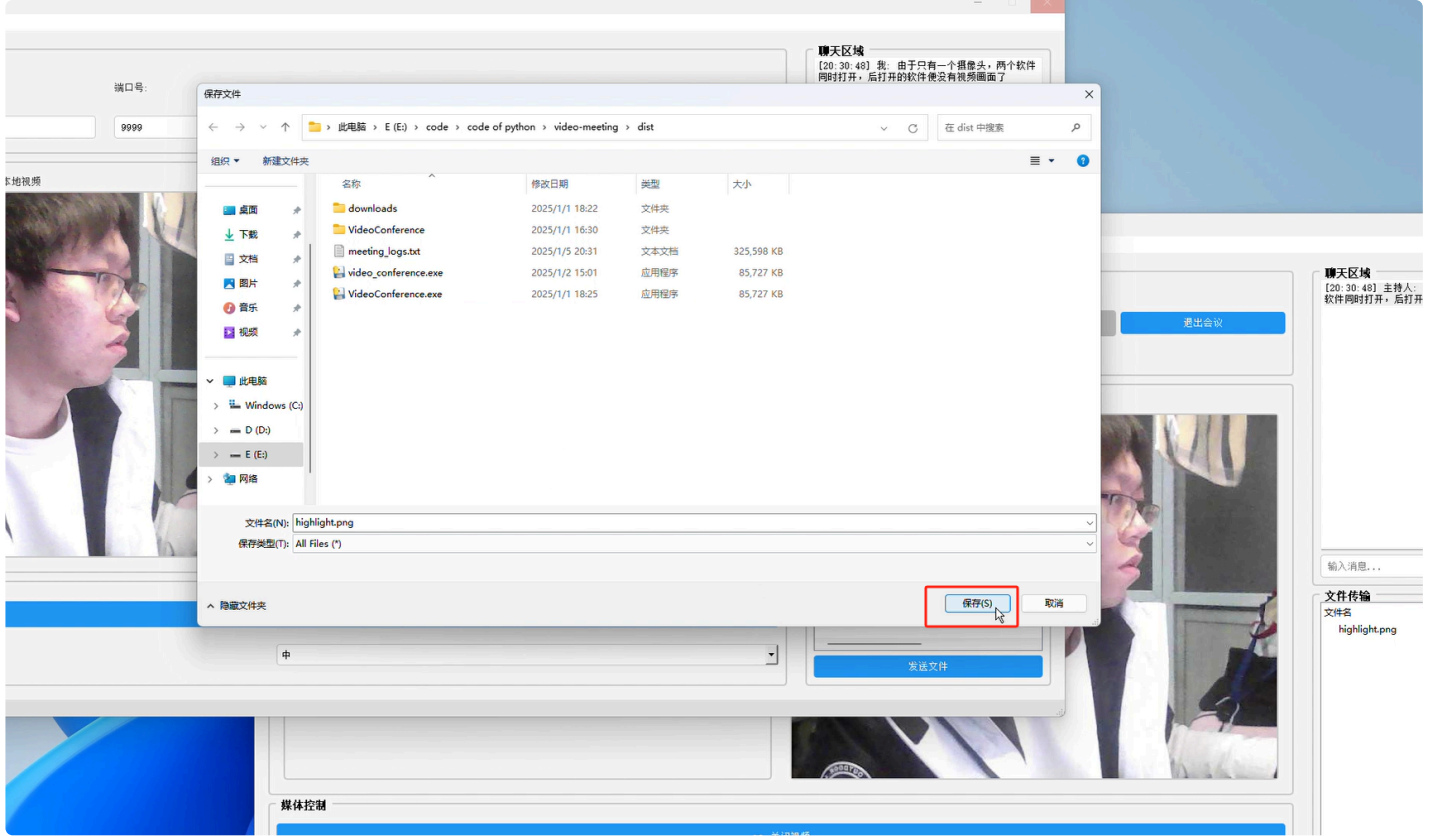 聊天区域
[20:30:48] 我: 由于只有一个摄像头，两个软件
同时打开，后打开的软件便没有视频画面了
端口号:
9999
本地视频
保存文件
此电脑 › E (E:) › code › code of python › video-meeting › dist
在 dist 中搜索
组织
新建文件夹
名称 修改日期 类型 大小
桌面
下载
文档
图片
音乐
视频
此电脑
Windows (C:)
D (D:)
E (E:)
网络
downloads 2025/1/1 18:22 文件夹
VideoConference 2025/1/1 16:30 文件夹
meeting_logs.txt 2025/1/5 20:31 文本文档 325,598 KB
video_conference.exe 2025/1/2 15:01 应用程序 85,727 KB
VideoConference.exe 2025/1/1 18:25 应用程序 85,727 KB
文件名(N): highlight.png
保存类型(T): All Files (*)
隐藏文件夹
保存(S)
取消
中
发送文件
退出会议
聊天区域
[20:30:48] 主持人:
软件同时打开，后打开
输入消息...
文件传输
文件名
highlight.png
媒体控制